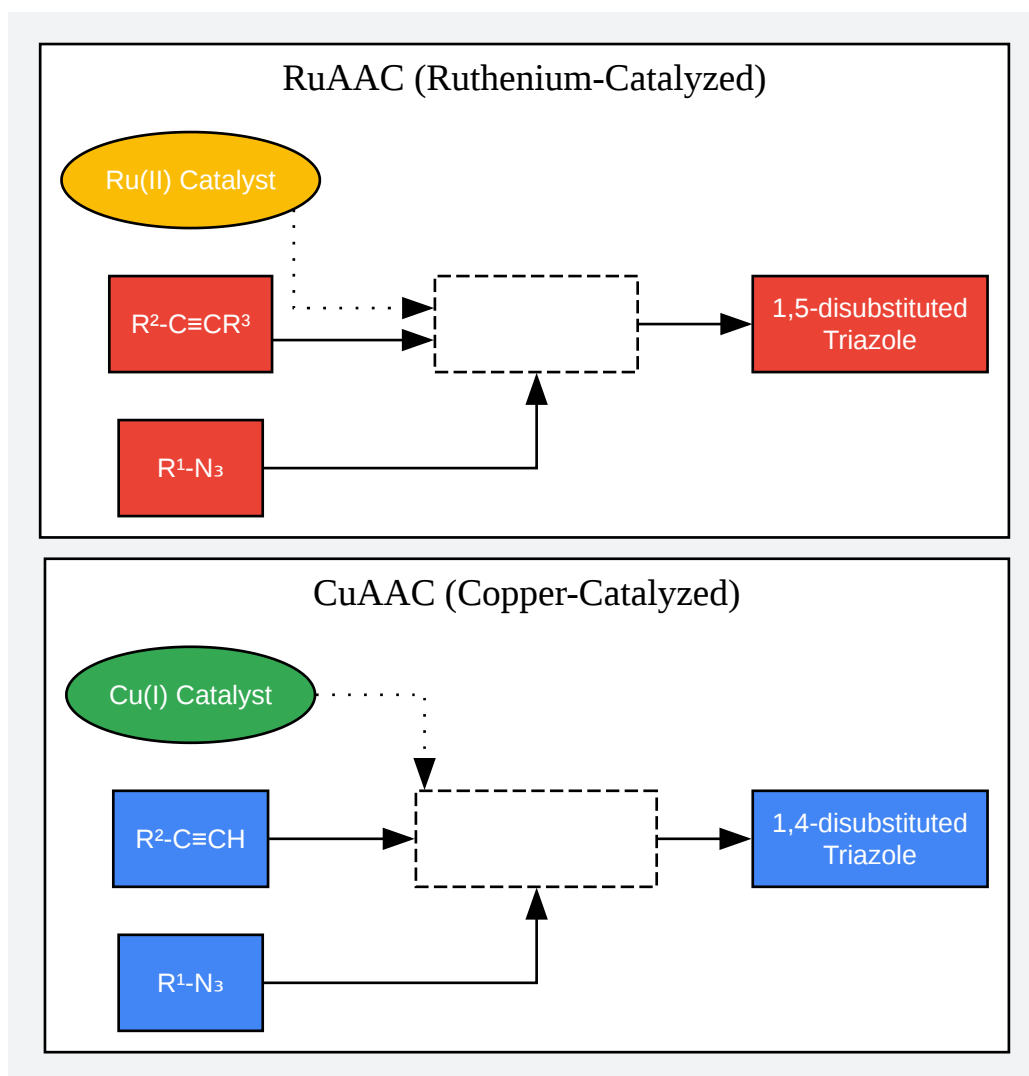 RuAAC (Ruthenium-Catalyzed)
Ru(II) Catalyst
R²-C≡CR³
1,5-disubstituted
Triazole
R¹-N₃
CuAAC (Copper-Catalyzed)
Cu(I) Catalyst
R²-C≡CH
1,4-disubstituted
Triazole
R¹-N₃